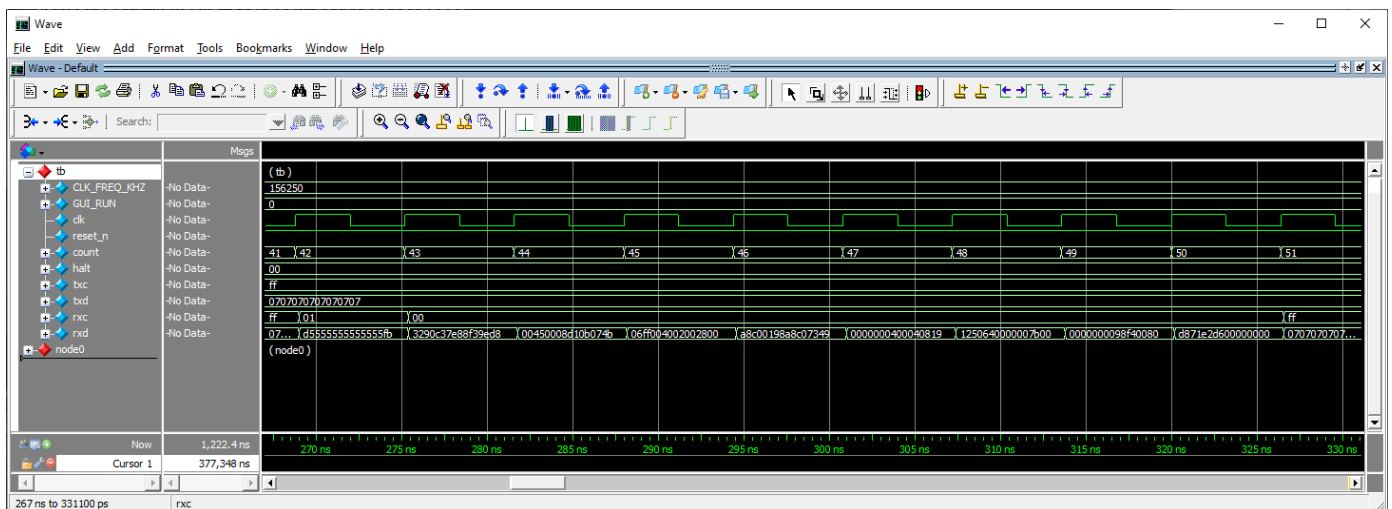 Wave
File Edit View Add Format Tools Bookmarks Window Help
Wave - Default
Search:
Msgs
tb (tb)
CLK_FREQ_KHZ -No Data- 156250
GUI_RUN -No Data- 0
clk -No Data-
reset_n -No Data-
count -No Data- 41 42 43 44 45 46 47 48 49 50 51
halt -No Data- 00
txc -No Data- ff
txd -No Data- 0707070707070707
rxc -No Data- ff 01 00 ff
rxd -No Data- 07... d5555555555555fb 3290c37e88f39ed8 00450008d10b074b 06ff004002002800 a8c00198a8c07349 0000000400040819 1250640000007b00 0000000098f40080 d871e2d600000000 0707070707...
node0 (node0)
Now 1,222.4 ns 270 ns 275 ns 280 ns 285 ns 290 ns 295 ns 300 ns 305 ns 310 ns 315 ns 320 ns 325 ns 330 ns
Cursor 1 377,348 ns
267 ns to 331100 ps rxc